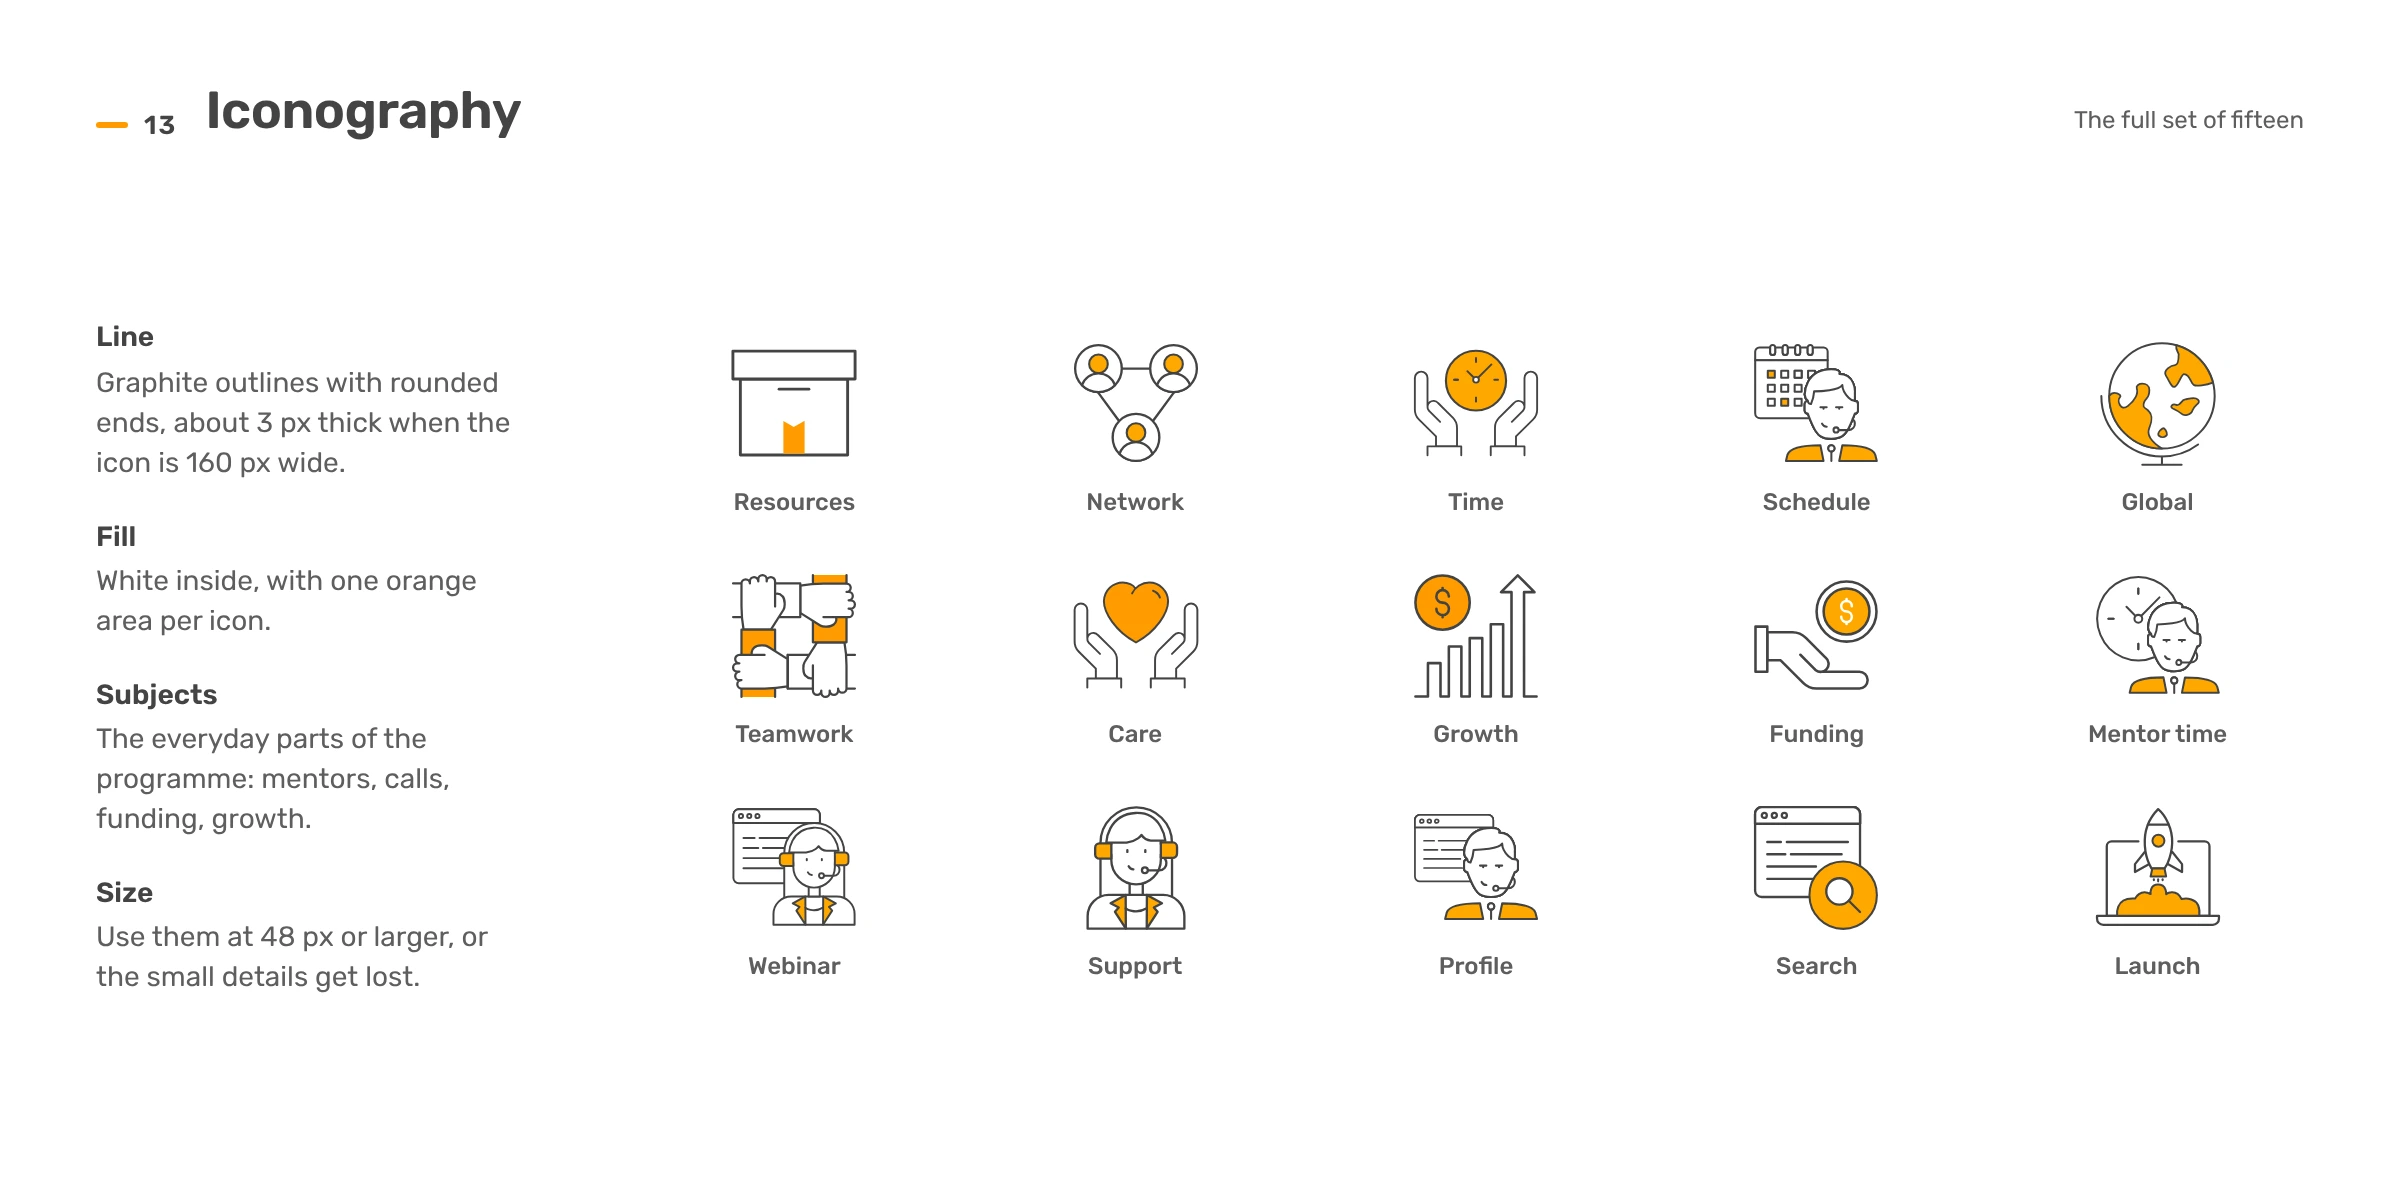 13 Iconography
The full set of fifteen
Line
Graphite outlines with rounded
ends, about 3 px thick when the
icon is 160 px wide.
Fill
White inside, with one orange
area per icon.
Subjects
The everyday parts of the
programme: mentors, calls,
funding, growth.
Size
Use them at 48 px or larger, or
the small details get lost.
Resources
Network
Time
Schedule
Global
$
$
Teamwork
Care
Growth
Funding
Mentor time
Webinar
Support
Profile
Search
Launch